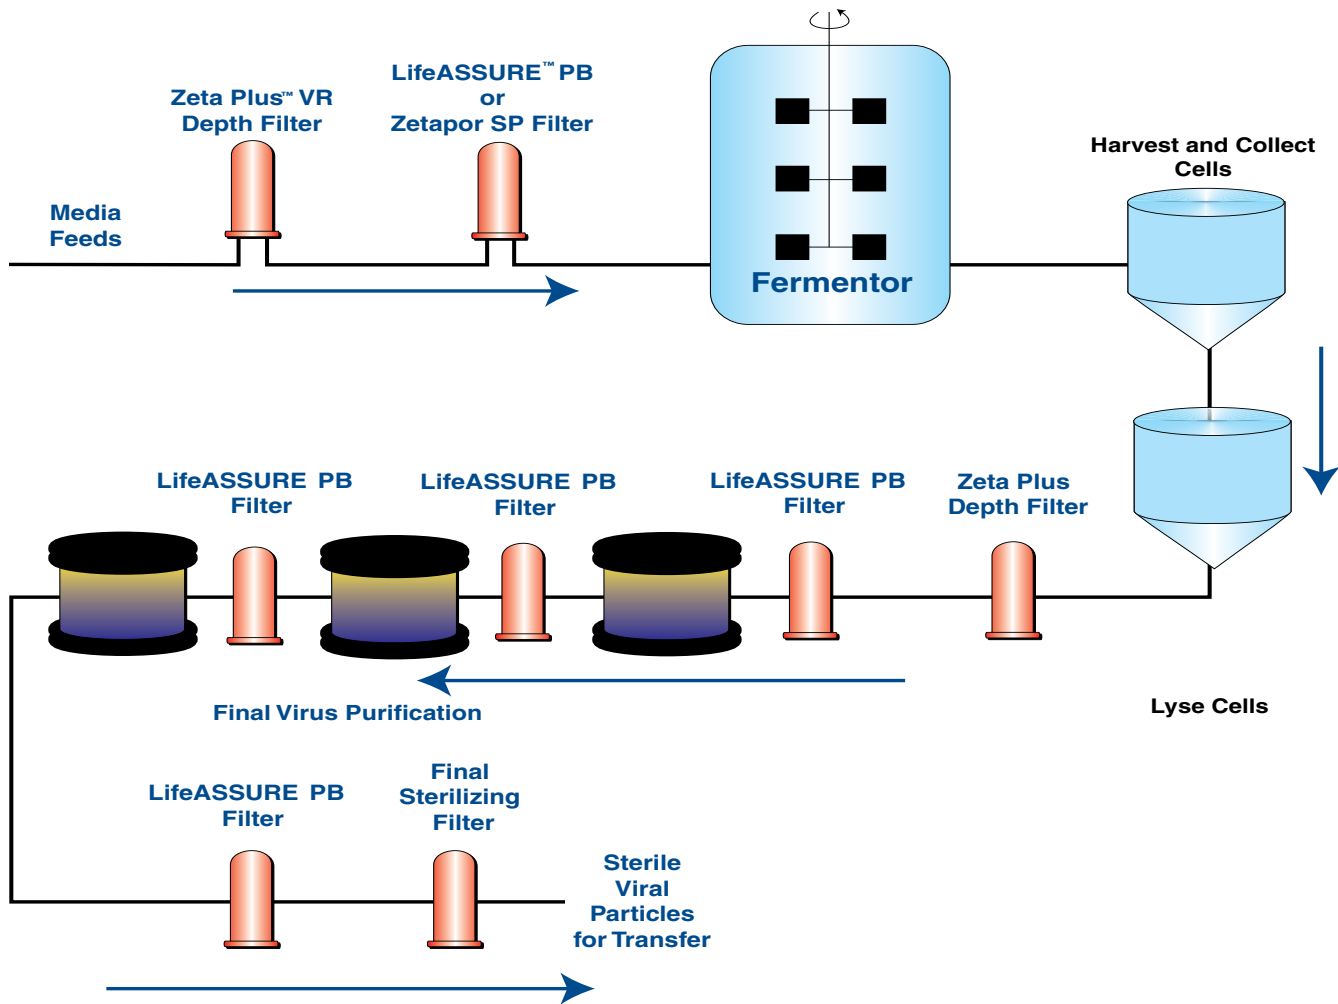 Zeta Plus™ VR
Depth Filter
LifeASSURE™ PB
or
Zetapor SP Filter
Media
Feeds
Fermentor
Harvest and Collect
Cells
LifeASSURE PB
Filter
LifeASSURE PB
Filter
LifeASSURE PB
Filter
Zeta Plus
Depth Filter
Final Virus Purification
Lyse Cells
LifeASSURE PB
Filter
Final
Sterilizing
Filter
Sterile
Viral
Particles
for Transfer